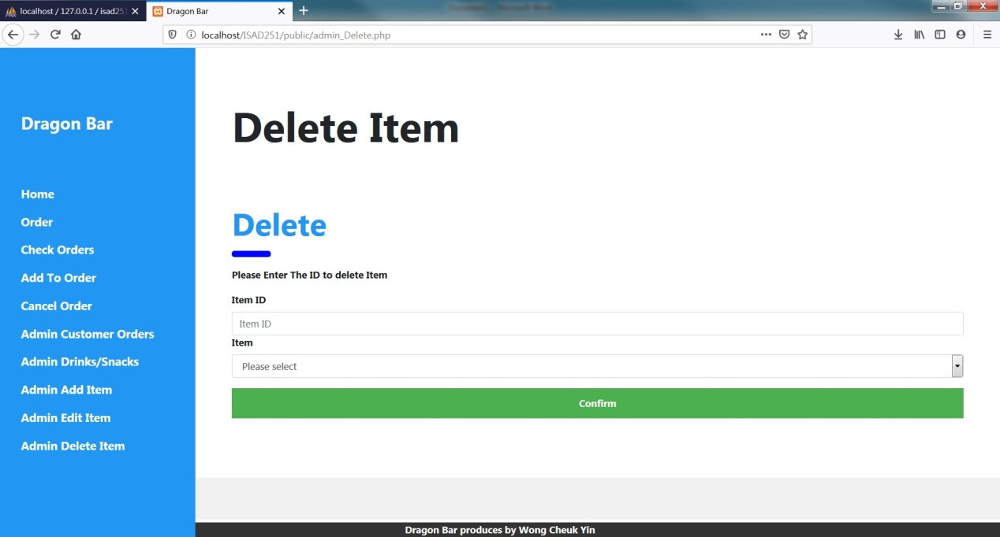 localhost / 127.0.0.1 / isad251
Dragon Bar
localhost/ISAD251/public/admin_Delete.php
Dragon Bar
Home
Order
Check Orders
Add To Order
Cancel Order
Admin Customer Orders
Admin Drinks/Snacks
Admin Add Item
Admin Edit Item
Admin Delete Item
Delete Item
Delete
Please Enter The ID to delete Item
Item ID
Item ID
Item
Please select
Confirm
Dragon Bar produces by Wong Cheuk Yin